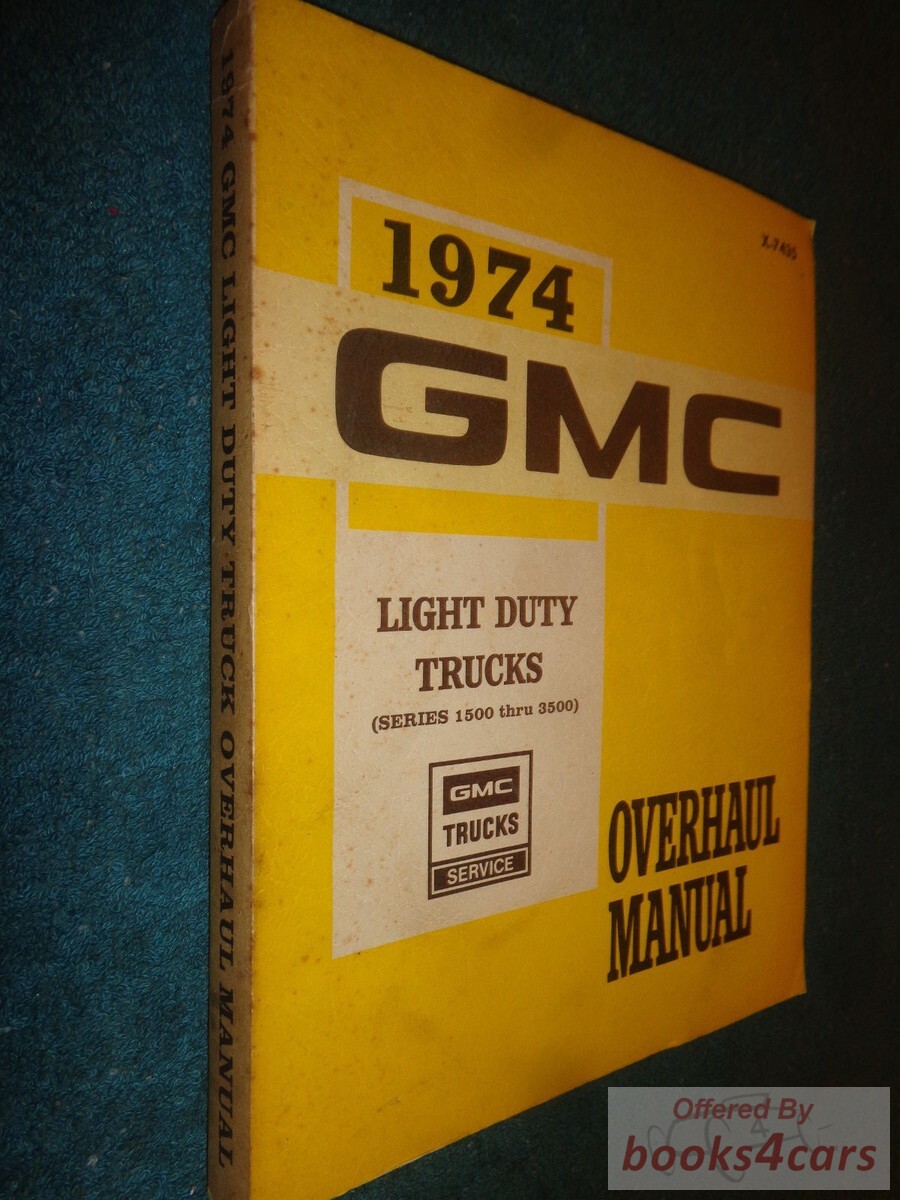 1974 GMC LIGHT DUTY TRUCK OVERHAUL MANUAL
X-7435
1974
GMC
LIGHT DUTY
TRUCKS
(SERIES 1500 thru 3500)
GMC
TRUCKS
SERVICE
OVERHAUL
MANUAL
Offered By
books4cars